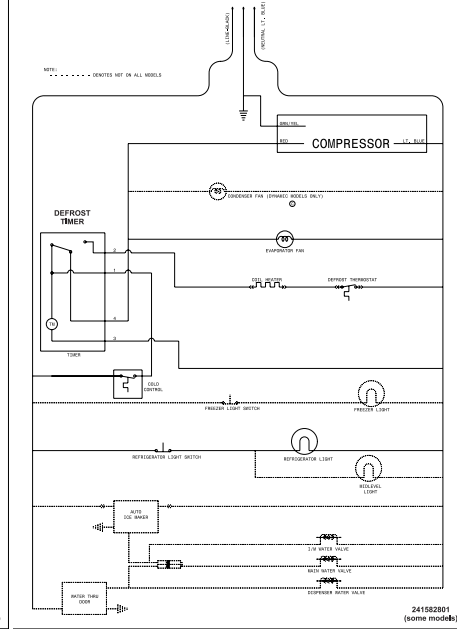 (LINE=BLACK)
(NEUTRAL LT. BLUE)
NOTE:
DENOTES NOT ON ALL MODELS
GRN/YEL
RED
COMPRESSOR
LT. BLUE
CONDENSER FAN (DYNAMIC MODELS ONLY)
C
DEFROST
TIMER
EVAPORATOR FAN
2
1
4
3
COIL HEATER
DEFROST THERMOSTAT
TM
TIMER
COLD
CONTROL
FREEZER LIGHT SWITCH
FREEZER LIGHT
REFRIGERATOR LIGHT SWITCH
REFRIGERATOR LIGHT
MIDLEVEL
LIGHT
AUTO
ICE MAKER
I/M WATER VALVE
MAIN WATER VALVE
WATER THRU
DOOR
DISPENSER WATER VALVE
241582801
(some models)